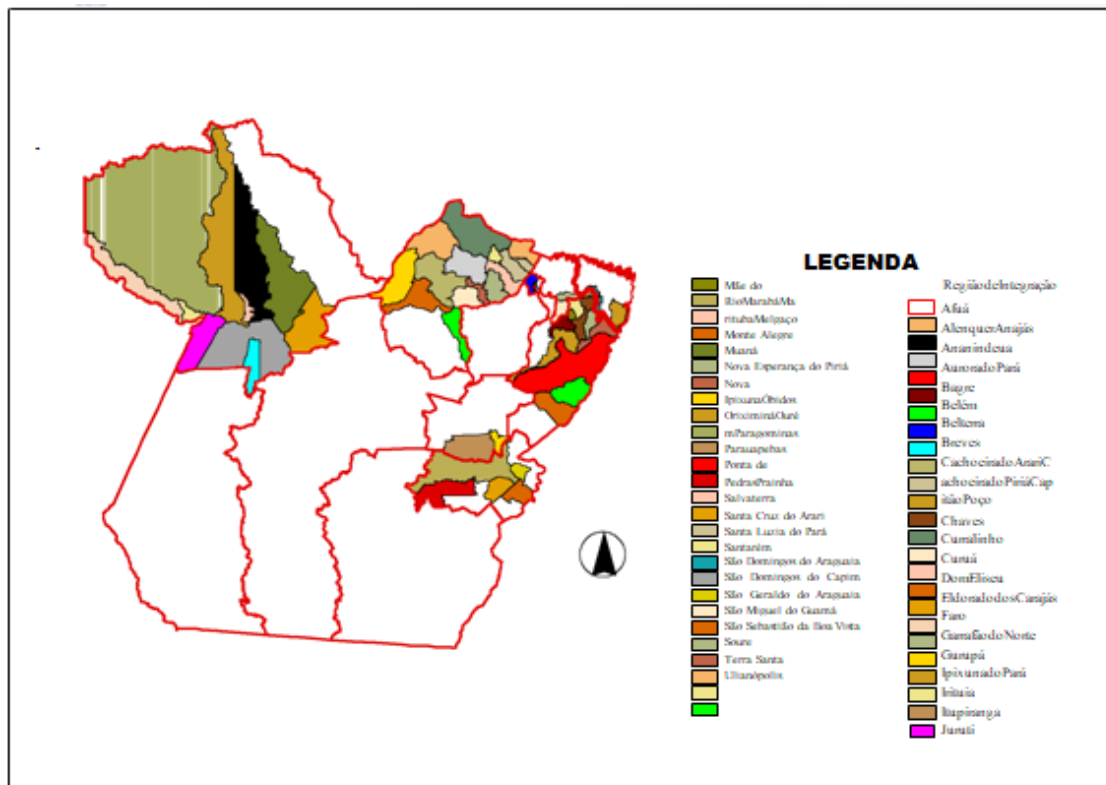 LEGENDA
Mãe do
RioMarabáMa
ritubaMelgaço
Monte Alegre
Muaná
Nova Esperança do Piriá
Nova
IpixunaÓbidos
OriximináOuré
mParagominas
Parauapebas
Ponta de
PedrasPrainha
Salvaterra
Santa Cruz do Arari
Santa Luzia do Pará
Santarém
São Domingos do Araguaia
São Domingos do Capim
São Geraldo do Araguaia
São Miguel do Guamá
São Sebastião da Boa Vista
Soure
Terra Santa
Ulianópolis
RegiãodeIntegração
Afuá
AlenquerAnajás
Ananindeua
AuroradoPará
Bagre
Belém
Belterra
Breves
CachoeiradoArariC
achoeiradoPiriáCap
itãoPoço
Chaves
Curralinho
Curuá
DomEliseu
EldoradodosCarajás
Faro
GarrafãodoNorte
Gurupá
IpixunadoPará
Irituia
Itupiranga
Juruti